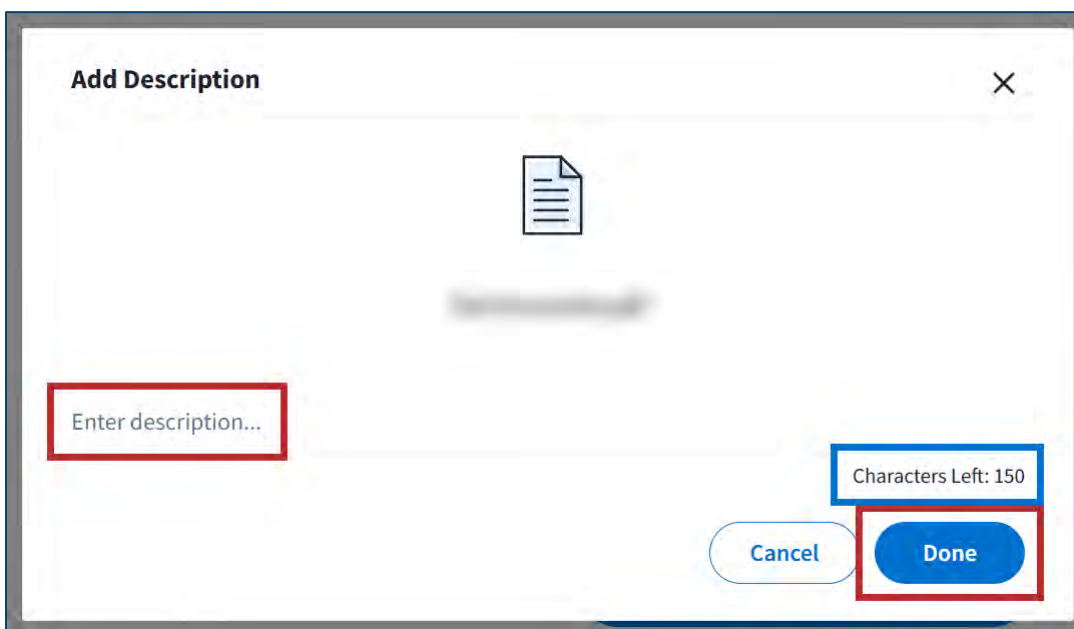 Add Description
Enter description...
Characters Left: 150
Cancel
Done